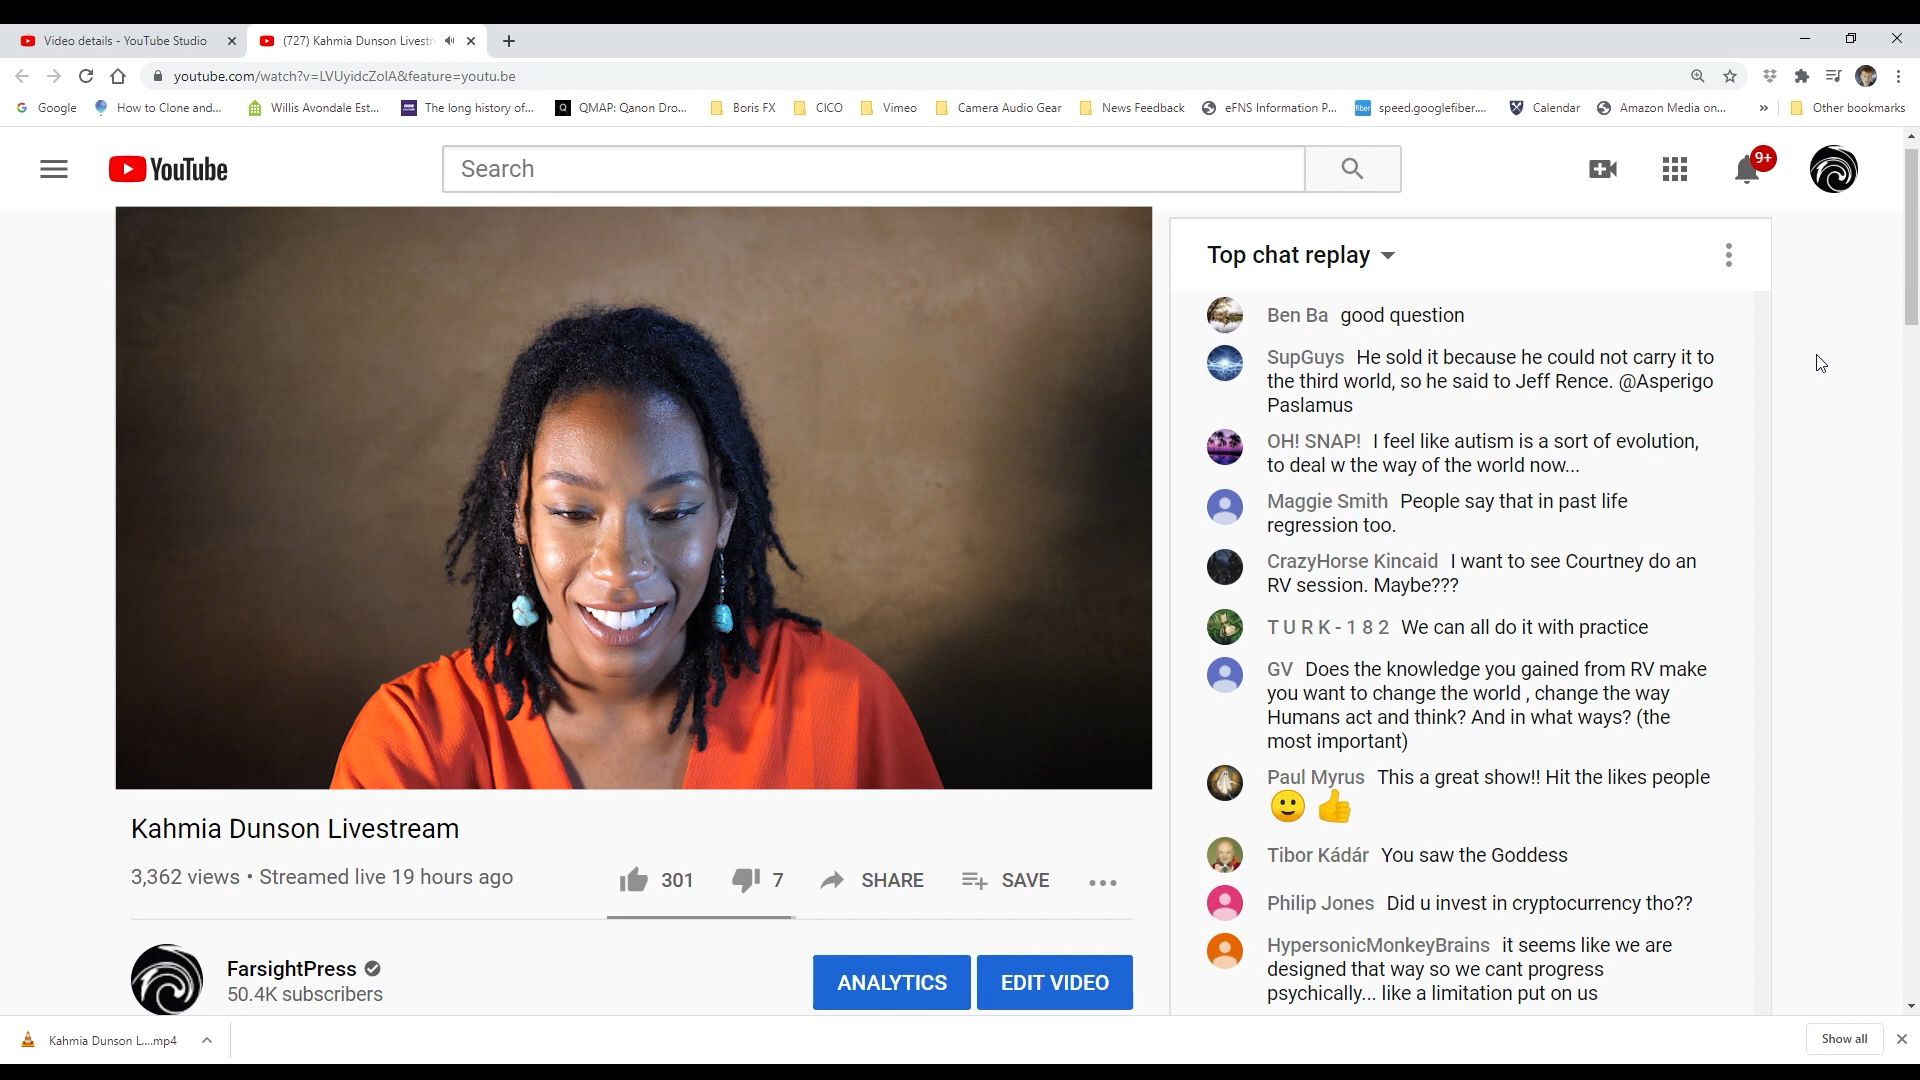 Video details - YouTube Studio
(727) Kahmia Dunson Livestr
youtube.com/watch?v=LVUyidcZolA&feature=youtu.be
Google
How to Clone and...
Willis Avondale Est...
The long history of...
QMAP: Qanon Dro...
Boris FX
CICO
Vimeo
Camera Audio Gear
News Feedback
eFNS Information P...
fiber
speed.googlefiber....
Calendar
Amazon Media on...
»
Other bookmarks
YouTube
Search
9+
Top chat replay
Ben Ba good question
SupGuys He sold it because he could not carry it to
the third world, so he said to Jeff Rence. @Asperigo
Paslamus
OH! SNAP! I feel like autism is a sort of evolution,
to deal w the way of the world now...
Maggie Smith People say that in past life
regression too.
CrazyHorse Kincaid I want to see Courtney do an
RV session. Maybe???
T U R K - 1 8 2 We can all do it with practice
GV Does the knowledge you gained from RV make
you want to change the world , change the way
Humans act and think? And in what ways? (the
most important)
Paul Myrus This a great show!! Hit the likes people
🙂 👍
Tibor Kádár You saw the Goddess
Philip Jones Did u invest in cryptocurrency tho??
HypersonicMonkeyBrains it seems like we are
designed that way so we cant progress
psychically... like a limitation put on us
Kahmia Dunson Livestream
3,362 views • Streamed live 19 hours ago
301
7
SHARE
SAVE
FarsightPress
50.4K subscribers
ANALYTICS
EDIT VIDEO
Kahmia Dunson L....mp4
Show all